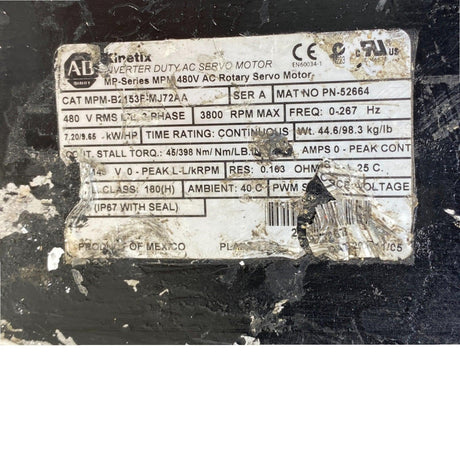 AB
Kinetix
INVERTER DUTY, AC SERVO MOTOR
MP-Series MPM 480V AC Rotary Servo Motor
CE
EN60034-1
CAT MPM-B2153F-MJ72AA SER A MAT NO PN-52664
480 V RMS 3 PHASE 3800 RPM MAX FREQ: 0-267 Hz
7.20/9.65 - kW/HP TIME RATING: CONTINUOUS Wt. 44.6/98.3 kg/lb
CONT. STALL TORQ.: 45/398 Nm/ Nm/LB.IN AMPS 0 - PEAK CONT
V 0 - PEAK L-L/kRPM RES: 0.163 OHMS 25 C.
CLASS: 180(H) AMBIENT: 40 C PWM VOLTAGE
(IP67 WITH SEAL)
PRODUCT OF MEXICO